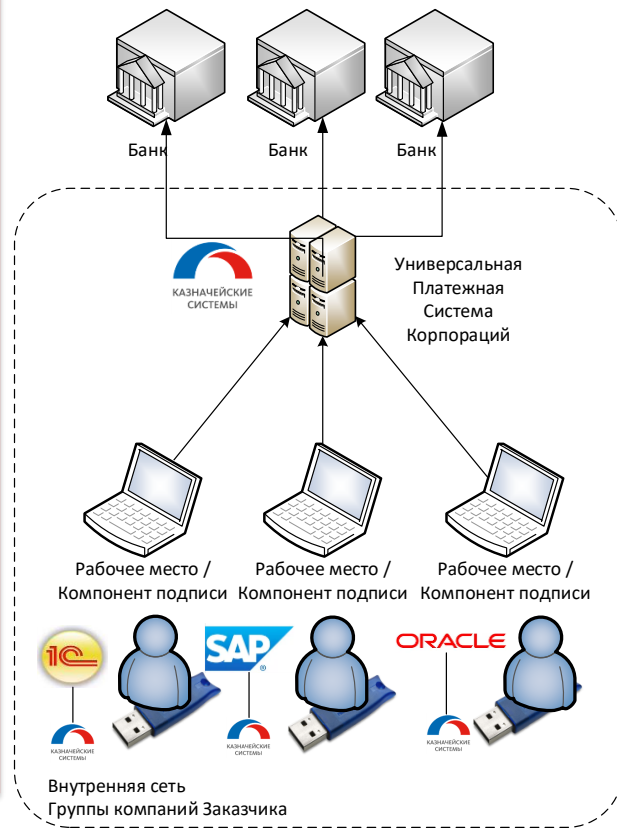 Банк
Банк
Банк
КАЗНАЧЕЙСКИЕ
СИСТЕМЫ
Универсальная
Платежная
Система
Корпораций
Рабочее место /
Компонент подписи
Рабочее место /
Компонент подписи
Рабочее место /
Компонент подписи
1С
SAP
®
ORACLE
КАЗНАЧЕЙСКИЕ
СИСТЕМЫ
КАЗНАЧЕЙСКИЕ
СИСТЕМЫ
КАЗНАЧЕЙСКИЕ
СИСТЕМЫ
Внутренняя сеть
Группы компаний Заказчика